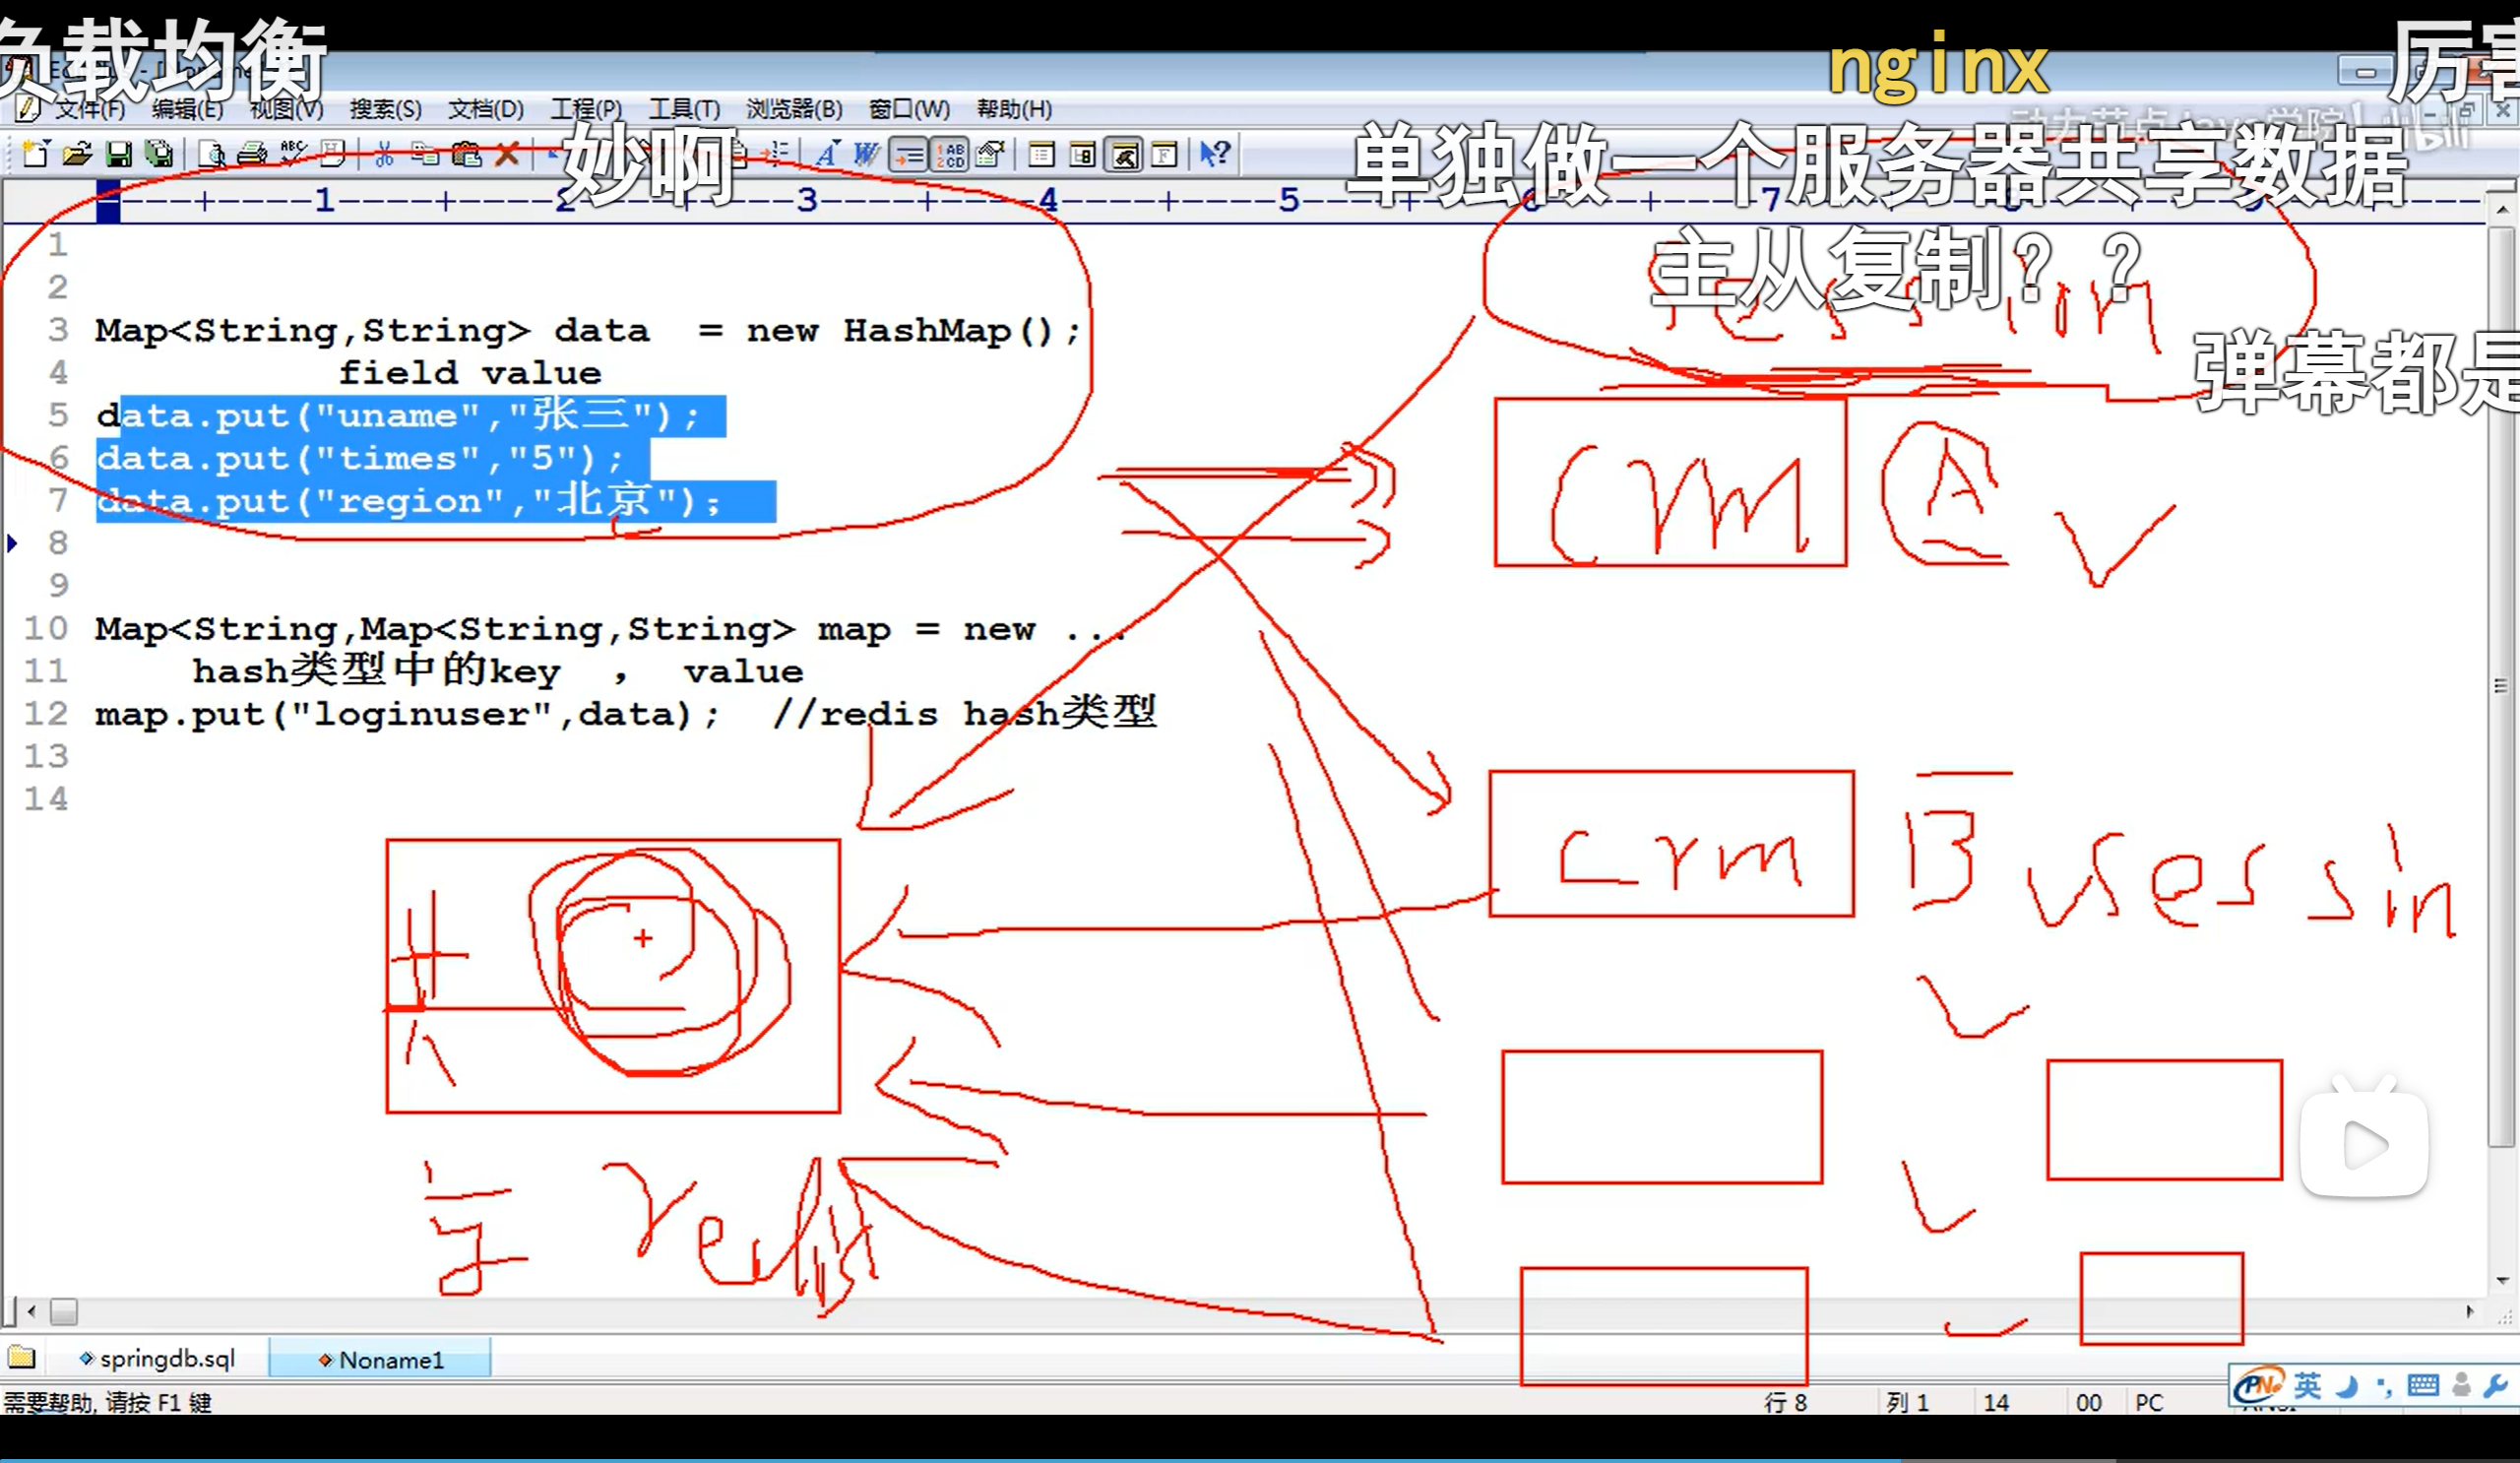 负载均衡
nginx
厉害
文件(F) 编辑(E) 视图(V) 搜索(S) 文档(D) 工程(P) 工具(T) 浏览器(B) 窗口(W) 帮助(H)
妙啊
单独做一个服务器共享数据
----+----1----+----2----+----3----+----4----+----5----+----6----+----7
主从复制？？
弹幕都是
session
1
2
3 Map<String,String> data = new HashMap();
4 field value
5 data.put("uname","张三");
6 data.put("times","5");
7 data.put("region","北京");
8
9
10 Map<String,Map<String,String> map = new ...
11 hash类型中的key ， value
12 map.put("loginuser",data); //redis hash类型
13
14
crm A
crm B
redis
springdb.sql Noname1
需要帮助, 请按 F1 键 行 8 列 1 14 00 PC
英